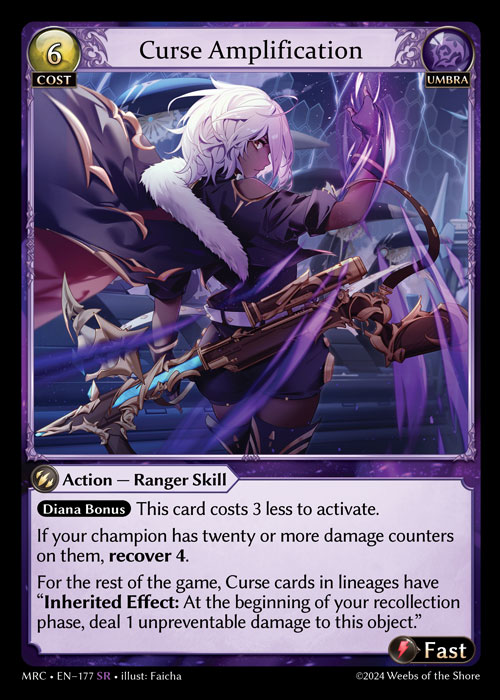 6
COST
Curse Amplification
UMBRA
Action — Ranger Skill
Diana Bonus This card costs 3 less to activate.
If your champion has twenty or more damage counters
on them, recover 4.
For the rest of the game, Curse cards in lineages have
“Inherited Effect: At the beginning of your recollection
phase, deal 1 unpreventable damage to this object.”
Fast
MRC • EN–177 SR • illust: Faicha
©2024 Weebs of the Shore